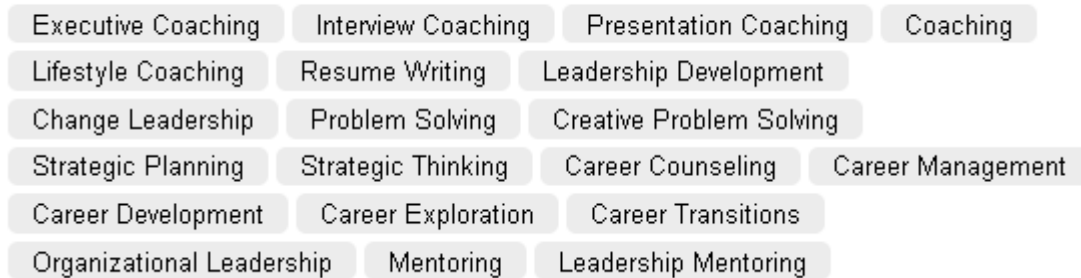 Executive Coaching Interview Coaching Presentation Coaching Coaching
Lifestyle Coaching Resume Writing Leadership Development
Change Leadership Problem Solving Creative Problem Solving
Strategic Planning Strategic Thinking Career Counseling Career Management
Career Development Career Exploration Career Transitions
Organizational Leadership Mentoring Leadership Mentoring